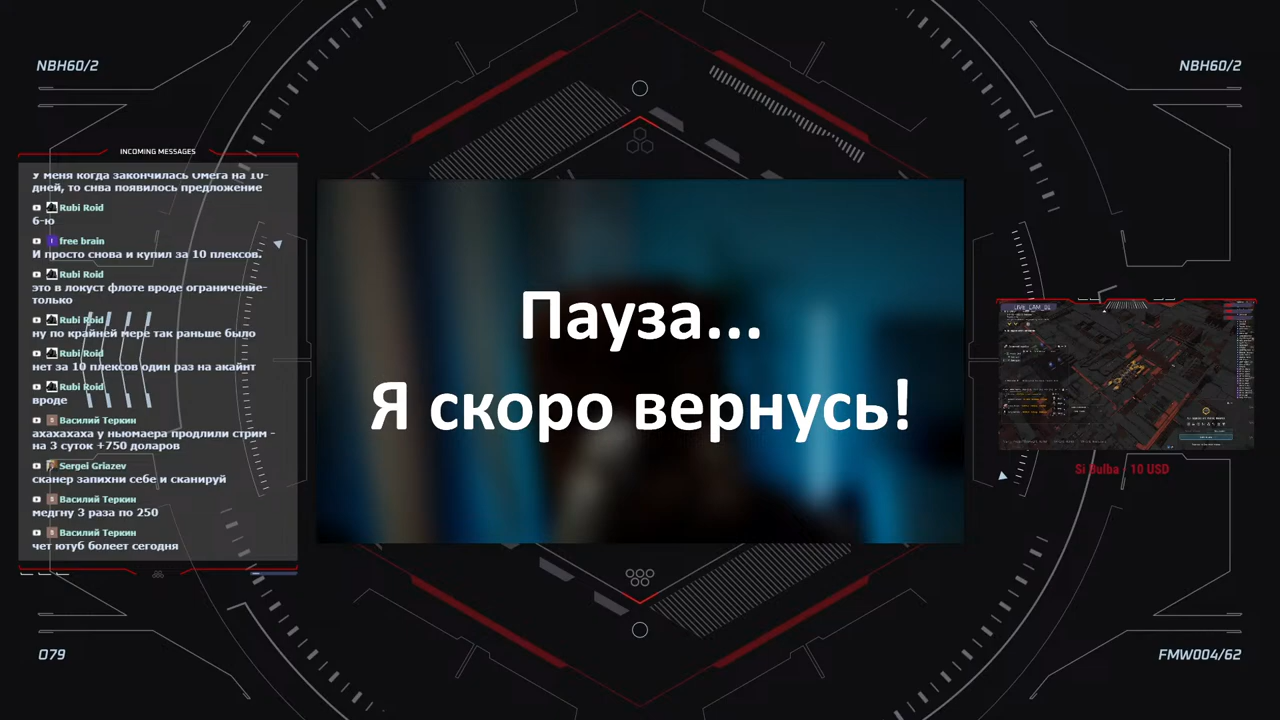 NBH60/2
NBH60/2
INCOMING MESSAGES
У меня когда закончилась Омега на 10-
дней, то снва появилось предложение
Rubi Roid
б-ю
free brain
И просто снова и купил за 10 плексов.
Rubi Roid
это в локуст флоте вроде ограничение-
только
Rubi Roid
ну по крайней мере так раньше было
Rubi Roid
нет за 10 плексов один раз на акаинт
Rubi Roid
вроде
Василий Теркин
ахахахаха у ньюмаера продлили стрим -
на 3 суток +750 доларов
Sergei Griazev
сканер запихни себе и сканируй
Василий Теркин
медгну 3 раза по 250
Василий Теркин
чет ютуб болеет сегодня
Пауза...
Я скоро вернусь!
Si Bulba - 10 USD
O79
FMW004/62